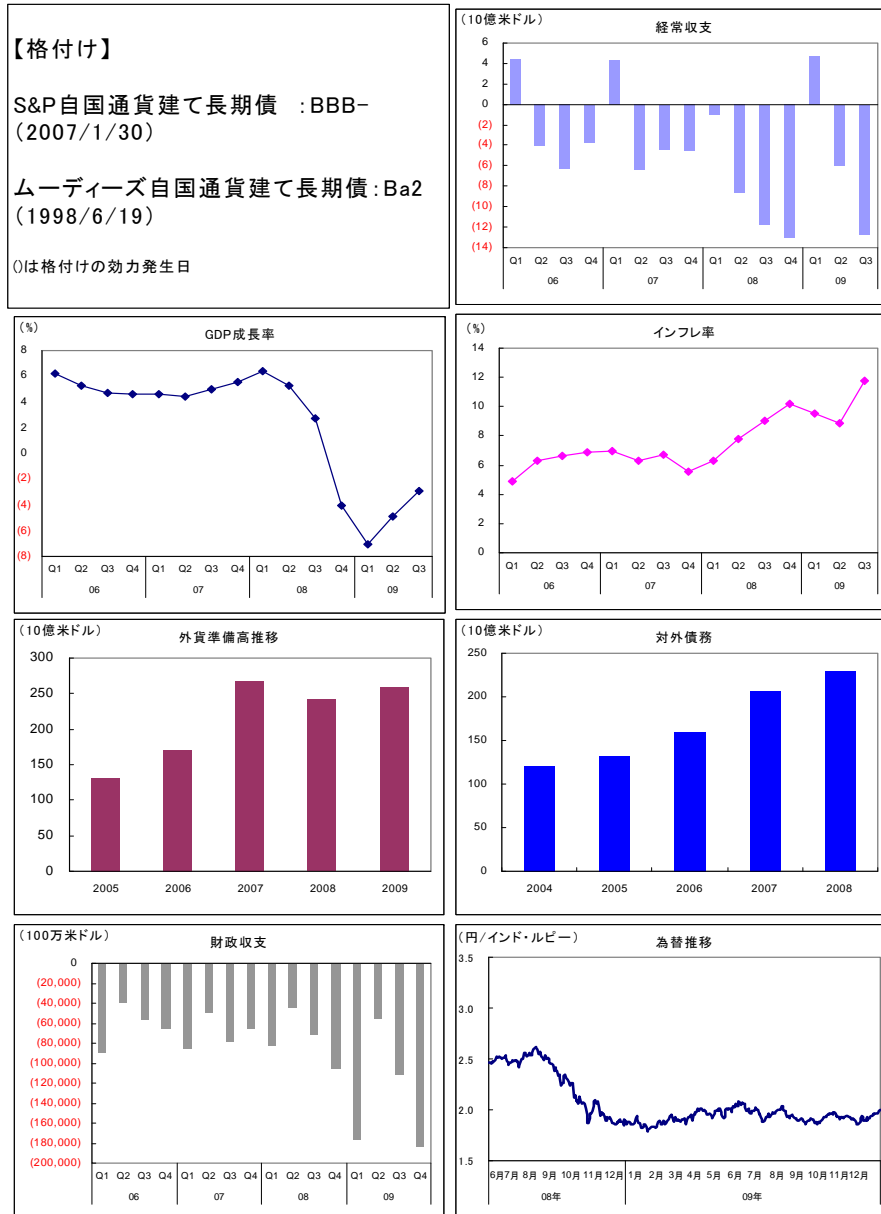 【格付け】
S&P自国通貨建て長期債 :BBB-
(2007/1/30)
ムーディーズ自国通貨建て長期債:Ba2
(1998/6/19)
()は格付けの効力発生日
(10億米ドル)
経常収支
6
4
2
0
(2)
(4)
(6)
(8)
(10)
(12)
(14)
Q1 Q2 Q3 Q4 Q1 Q2 Q3 Q4 Q1 Q2 Q3 Q4 Q1 Q2 Q3
06 07 08 09
(%)
GDP成長率
8
6
4
2
0
(2)
(4)
(6)
(8)
Q1 Q2 Q3 Q4 Q1 Q2 Q3 Q4 Q1 Q2 Q3 Q4 Q1 Q2 Q3
06 07 08 09
(%)
インフレ率
14
12
10
8
6
4
2
0
Q1 Q2 Q3 Q4 Q1 Q2 Q3 Q4 Q1 Q2 Q3 Q4 Q1 Q2 Q3
06 07 08 09
(10億米ドル)
外貨準備高推移
300
250
200
150
100
50
0
2005 2006 2007 2008 2009
(10億米ドル)
対外債務
250
200
150
100
50
0
2004 2005 2006 2007 2008
(100万米ドル)
財政収支
0
(20,000)
(40,000)
(60,000)
(80,000)
(100,000)
(120,000)
(140,000)
(160,000)
(180,000)
(200,000)
Q1 Q2 Q3 Q4 Q1 Q2 Q3 Q4 Q1 Q2 Q3 Q4 Q1 Q2 Q3 Q4
06 07 08 09
(円/インド・ルピー)
為替推移
3.5
3.0
2.5
2.0
1.5
6月7月 8月 9月 10月 11月12月 1月 2月 3月 4月 5月 6月 7月 8月 9月 10月 11月12月
08年 09年